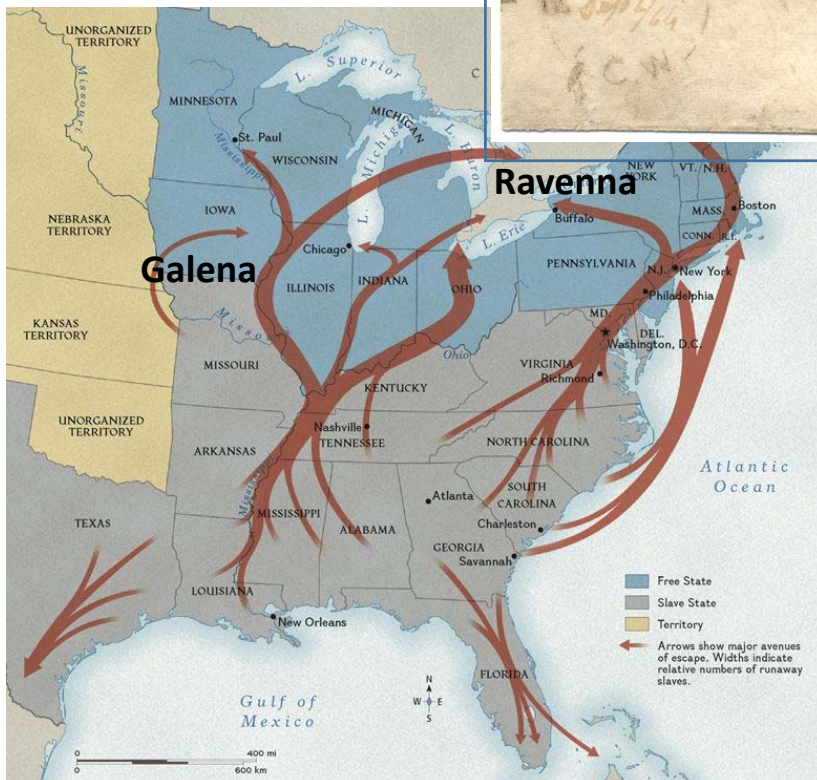 Sept 6/64
C W
UNORGANIZED
TERRITORY
Missouri
L. Superior
C
MINNESOTA
St. Paul
Mississippi
WISCONSIN
MICHIGAN
L. Michigan
L. Huron
Ravenna
NEW
YORK
VT.
N.H.
MASS.
Boston
CONN.
R.I.
Buffalo
L. Erie
NEBRASKA
TERRITORY
IOWA
Chicago
Galena
ILLINOIS
INDIANA
OHIO
PENNSYLVANIA
N.J.
New York
Philadelphia
MD.
DEL.
Washington, D.C.
KANSAS
TERRITORY
Missouri
MISSOURI
Ohio
VIRGINIA
Richmond
KENTUCKY
UNORGANIZED
TERRITORY
Nashville
TENNESSEE
NORTH CAROLINA
ARKANSAS
Mississippi
SOUTH
CAROLINA
Atlanta
Atlantic
Ocean
TEXAS
MISSISSIPPI
ALABAMA
Charleston
GEORGIA
Savannah
LOUISIANA
New Orleans
FLORIDA
Free State
Slave State
Territory
Arrows show major avenues
of escape. Widths indicate
relative numbers of runaway
slaves.
Gulf of
Mexico
N
W E
S
0 400 mi
0 600 km